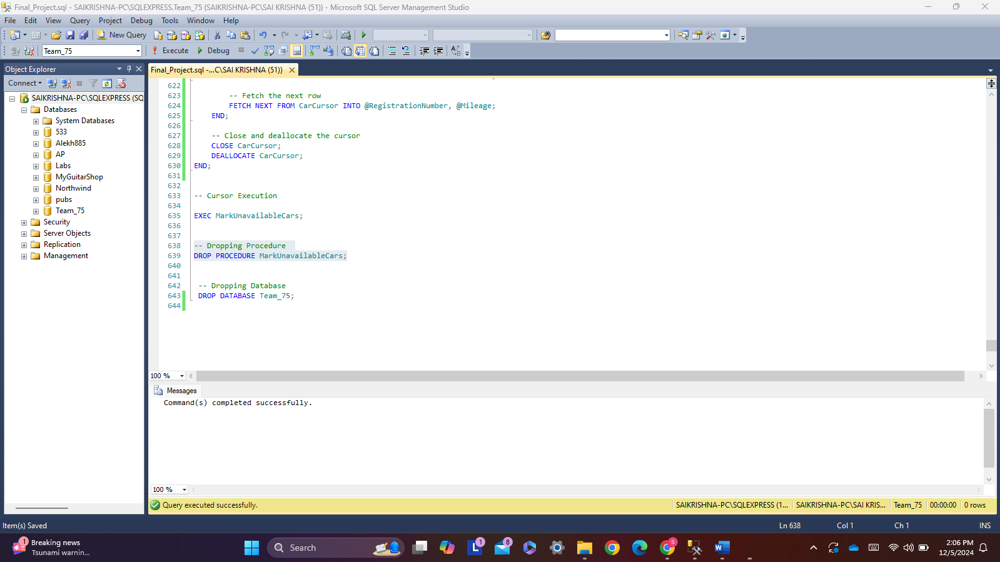 Final_Project.sql - SAIKRISHNA-PC\SQLEXPRESS.Team_75 (SAIKRISHNA-PC\SAI KRISHNA (51)) - Microsoft SQL Server Management Studio
File Edit View Query Project Debug Tools Window Help
New Query
Team_75 Execute Debug
Object Explorer
Connect
SAIKRISHNA-PC\SQLEXPRESS (SQ
Databases
System Databases
533
Alekh885
AP
Labs
MyGuitarShop
Northwind
pubs
Team_75
Security
Server Objects
Replication
Management
Final_Project.sql -...C\SAI KRISHNA (51))
622
623 -- Fetch the next row
624 FETCH NEXT FROM CarCursor INTO @RegistrationNumber, @Mileage;
625 END;
626
627 -- Close and deallocate the cursor
628 CLOSE CarCursor;
629 DEALLOCATE CarCursor;
630 END;
631
632
633 -- Cursor Execution
634
635 EXEC MarkUnavailableCars;
636
637
638 -- Dropping Procedure
639 DROP PROCEDURE MarkUnavailableCars;
640
641
642 -- Dropping Database
643 DROP DATABASE Team_75;
644
100 %
Messages
Command(s) completed successfully.
100 %
Query executed successfully. SAIKRISHNA-PC\SQLEXPRESS (1... SAIKRISHNA-PC\SAI KRIS... Team_75 00:00:00 0 rows
Item(s) Saved Ln 638 Col 1 Ch 1 INS
1 Breaking news
Tsunami warnin...
Search
L 1
8
S
2:06 PM
12/5/2024